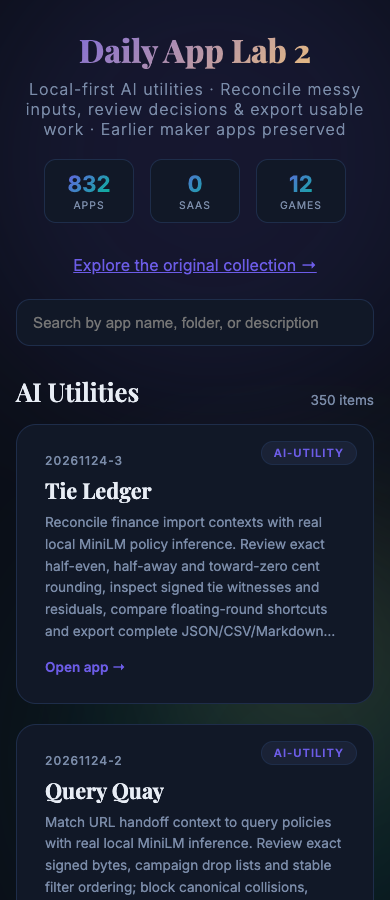 Daily App Lab 2
Local-first AI utilities · Reconcile messy
inputs, review decisions & export usable
work · Earlier maker apps preserved
832
APPS
0
SAAS
12
GAMES
Explore the original collection →
Search by app name, folder, or description
AI Utilities
350 items
AI-UTILITY
20261124-3
Tie Ledger
Reconcile finance import contexts with real
local MiniLM policy inference. Review exact
half-even, half-away and toward-zero cent
rounding, inspect signed tie witnesses and
residuals, compare floating-round shortcuts
and export complete JSON/CSV/Markdown...
Open app →
AI-UTILITY
20261124-2
Query Quay
Match URL handoff context to query policies
with real local MiniLM inference. Review exact
signed bytes, campaign drop lists and stable
filter ordering; block canonical collisions,